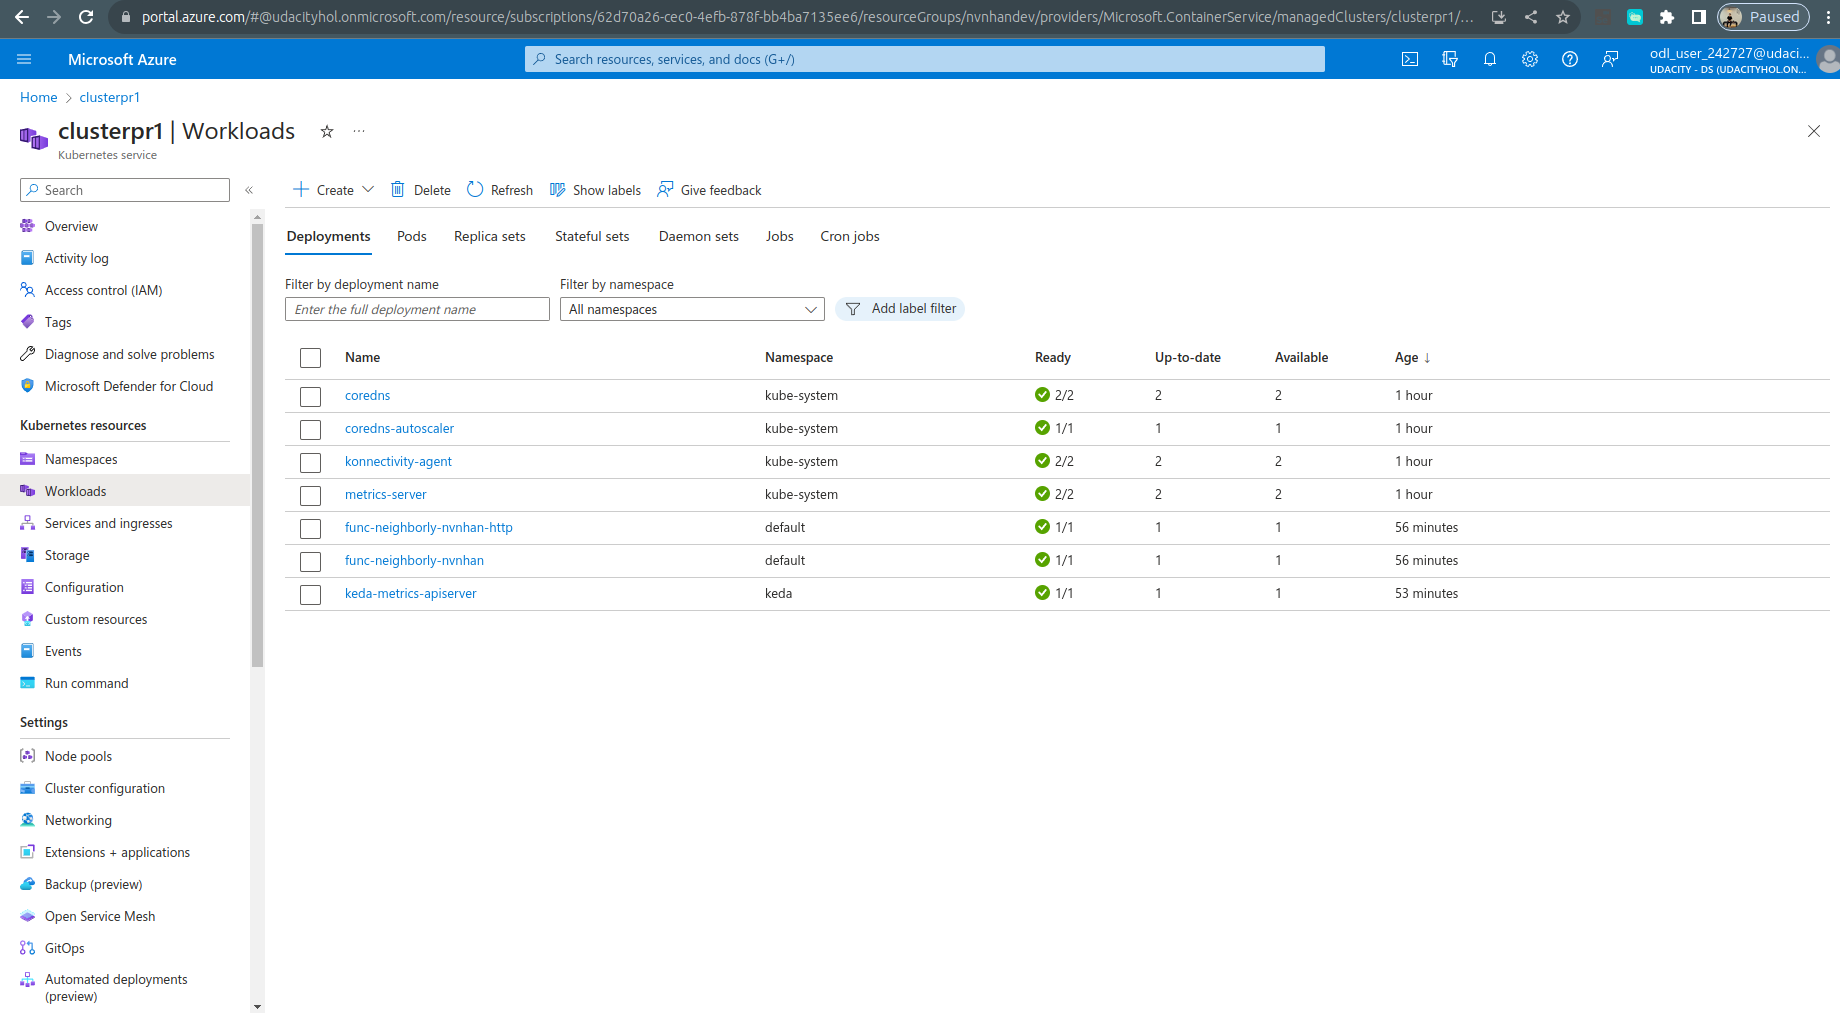 portal.azure.com/#@udacityhol.onmicrosoft.com/resource/subscriptions/62d70a26-cec0-4efb-878f-bb4ba7135ee6/resourceGroups/nvnhandev/providers/Microsoft.ContainerService/managedClusters/clusterpr1/...
Paused
Microsoft Azure
Search resources, services, and docs (G+/)
odl_user_242727@udaci...
UDACITY - DS (UDACITYHOL.ON...
Home > clusterpr1
clusterpr1 | Workloads
Kubernetes service
Search
Create
Delete
Refresh
Show labels
Give feedback
Overview
Activity log
Access control (IAM)
Tags
Diagnose and solve problems
Microsoft Defender for Cloud
Kubernetes resources
Namespaces
Workloads
Services and ingresses
Storage
Configuration
Custom resources
Events
Run command
Settings
Node pools
Cluster configuration
Networking
Extensions + applications
Backup (preview)
Open Service Mesh
GitOps
Automated deployments
(preview)
Deployments Pods Replica sets Stateful sets Daemon sets Jobs Cron jobs
Filter by deployment name
Enter the full deployment name
Filter by namespace
All namespaces
Add label filter
Name Namespace Ready Up-to-date Available Age ↓
coredns kube-system 2/2 2 2 1 hour
coredns-autoscaler kube-system 1/1 1 1 1 hour
konnectivity-agent kube-system 2/2 2 2 1 hour
metrics-server kube-system 2/2 2 2 1 hour
func-neighborly-nvnhan-http default 1/1 1 1 56 minutes
func-neighborly-nvnhan default 1/1 1 1 56 minutes
keda-metrics-apiserver keda 1/1 1 1 53 minutes